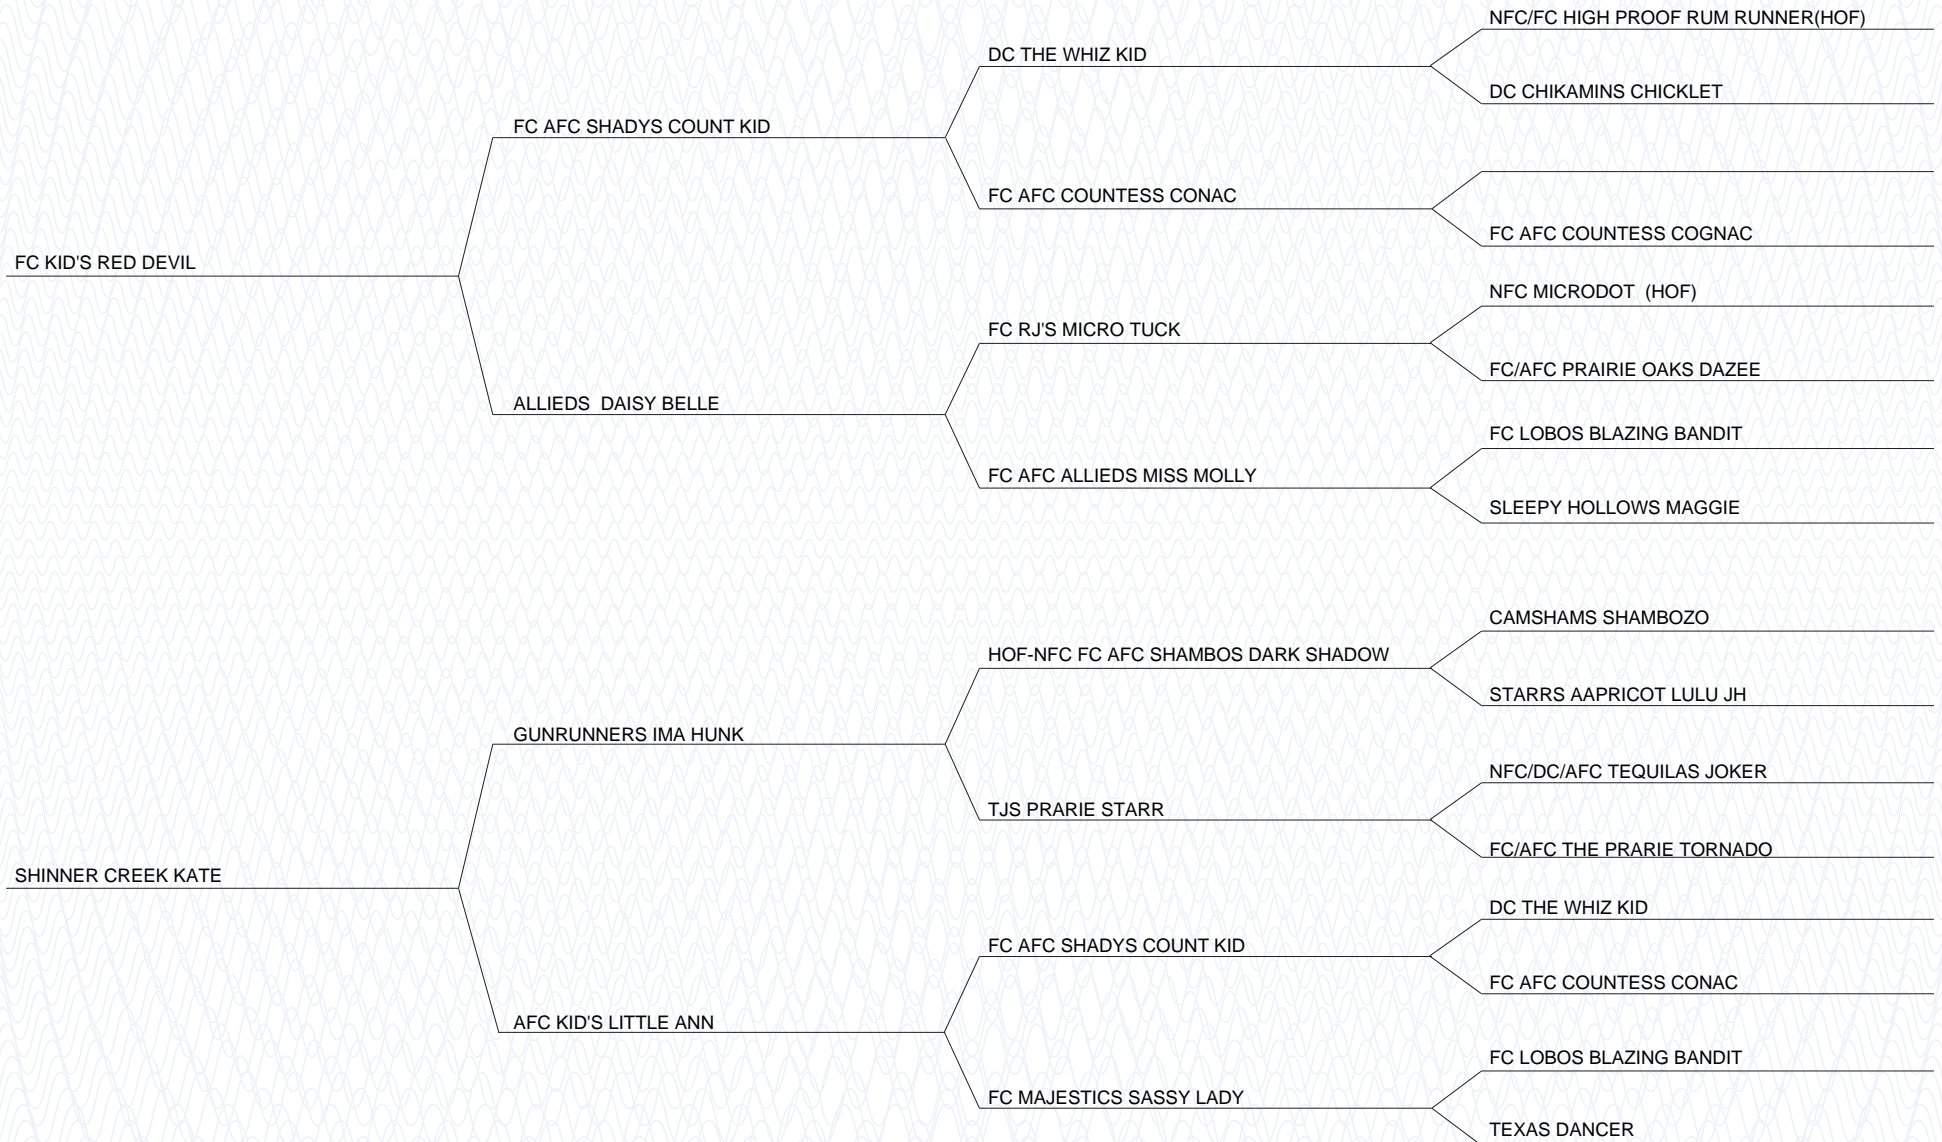 NFC/FC HIGH PROOF RUM RUNNER(HOF)
DC THE WHIZ KID
DC CHIKAMINS CHICKLET
FC AFC SHADYS COUNT KID
FC AFC COUNTESS CONAC
FC AFC COUNTESS COGNAC
FC KID'S RED DEVIL
NFC MICRODOT  (HOF)
FC RJ'S MICRO TUCK
FC/AFC PRAIRIE OAKS DAZEE
ALLIEDS  DAISY BELLE
FC LOBOS BLAZING BANDIT
FC AFC ALLIEDS MISS MOLLY
SLEEPY HOLLOWS MAGGIE
CAMSHAMS SHAMBOZO
HOF-NFC FC AFC SHAMBOS DARK SHADOW
STARRS AAPRICOT LULU JH
GUNRUNNERS IMA HUNK
NFC/DC/AFC TEQUILAS JOKER
TJS PRARIE STARR
FC/AFC THE PRARIE TORNADO
SHINNER CREEK KATE
DC THE WHIZ KID
FC AFC SHADYS COUNT KID
FC AFC COUNTESS CONAC
AFC KID'S LITTLE ANN
FC LOBOS BLAZING BANDIT
FC MAJESTICS SASSY LADY
TEXAS DANCER